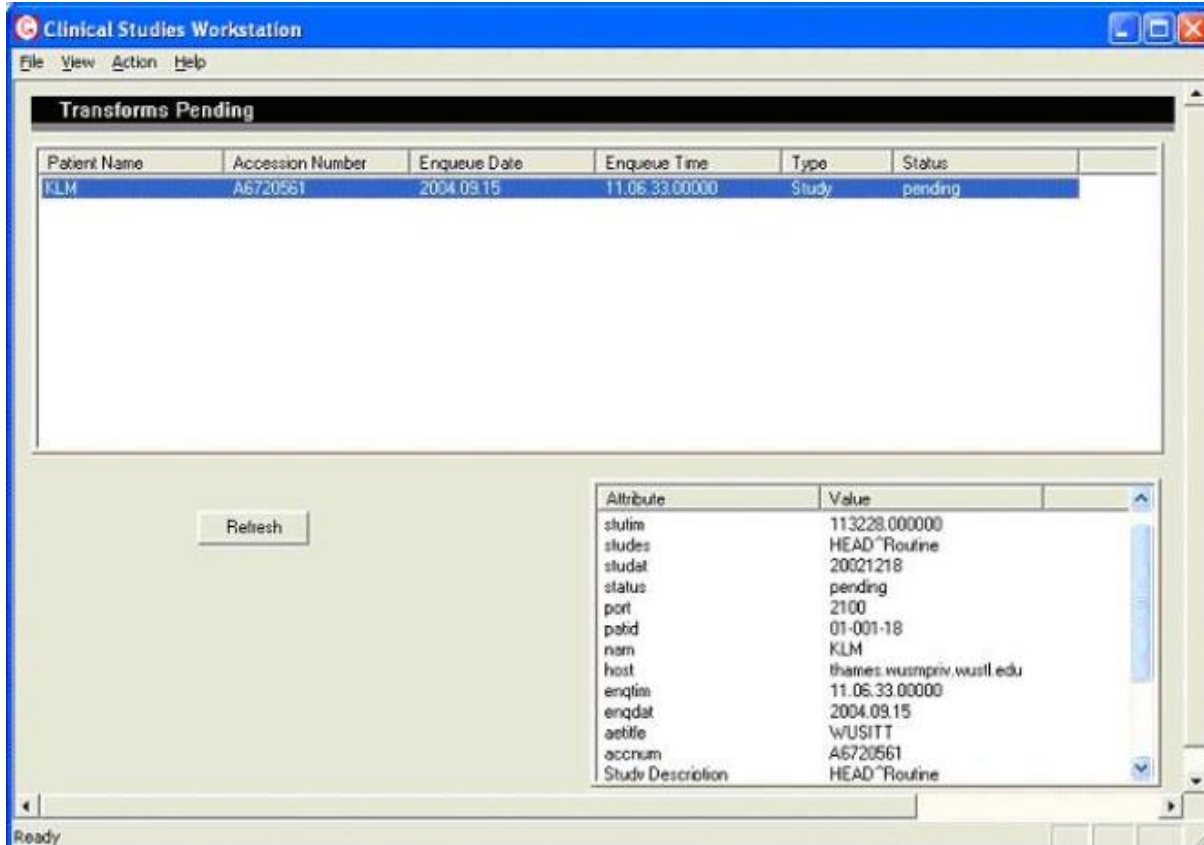 Clinical Studies Workstation
File View Action Help
Transforms Pending
Patient Name Accession Number Enqueue Date Enqueue Time Type Status
KLM A6720561 2004.09.15 11.06.33.00000 Study pending
Refresh
Attribute Value
stutim 113228.000000
studes HEAD^Routine
studat 20021218
status pending
port 2100
patid 01-001-18
nam KLM
host thames.wusmpriv.wustl.edu
enqtim 11.06.33.00000
enqdat 2004.09.15
aetitle WUSITT
accnum A6720561
Study Description HEAD^Routine
Ready